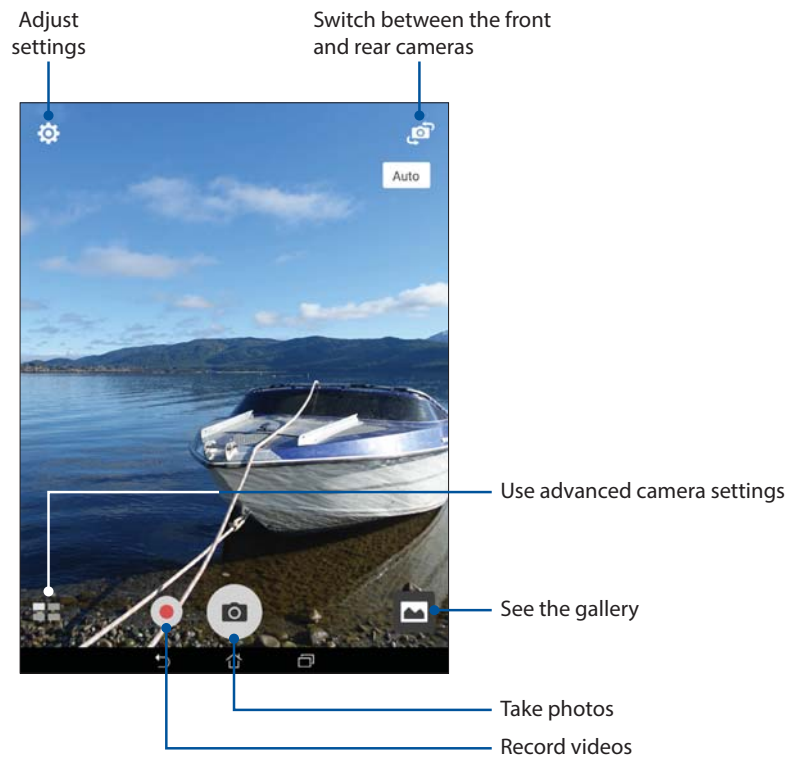 Adjust
settings
Switch between the front
and rear cameras
Auto
Use advanced camera settings
See the gallery
Take photos
Record videos